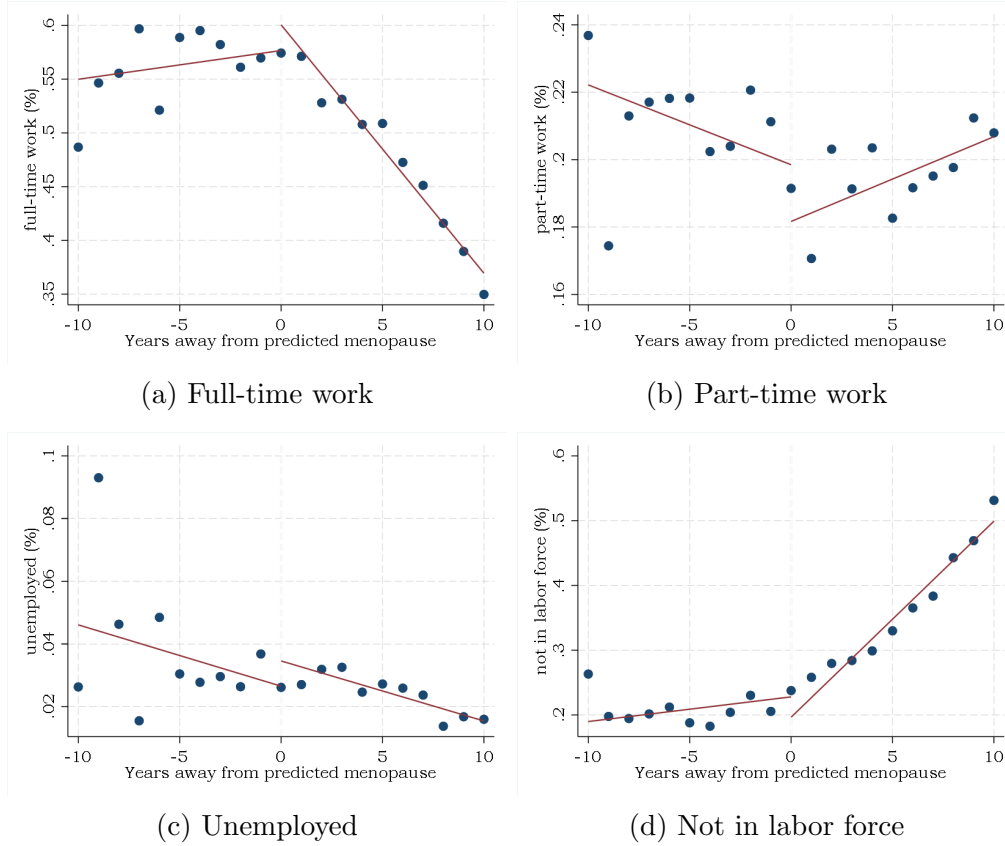 full-time work (%)
.6
.55
.5
.45
.4
.35
-10 -5 0 5 10
Years away from predicted menopause
(a) Full-time work
part-time work (%)
.24
.22
.2
.18
.16
-10 -5 0 5 10
Years away from predicted menopause
(b) Part-time work
unemployed (%)
.1
.08
.06
.04
.02
-10 -5 0 5 10
Years away from predicted menopause
(c) Unemployed
not in labor force (%)
.6
.5
.4
.3
.2
-10 -5 0 5 10
Years away from predicted menopause
(d) Not in labor force